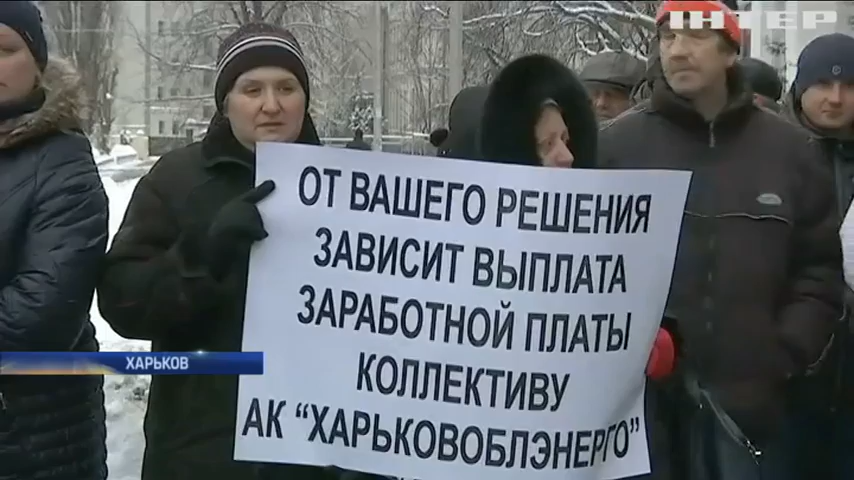 ІНТЕР
ОТ ВАШЕГО РЕШЕНИЯ
ЗАВИСИТ ВЫПЛАТА
ЗАРАБОТНОЙ ПЛАТЫ
КОЛЛЕКТИВУ
АК “ХАРЬКОВОБЛЭНЕРГО”
ХАРЬКОВ